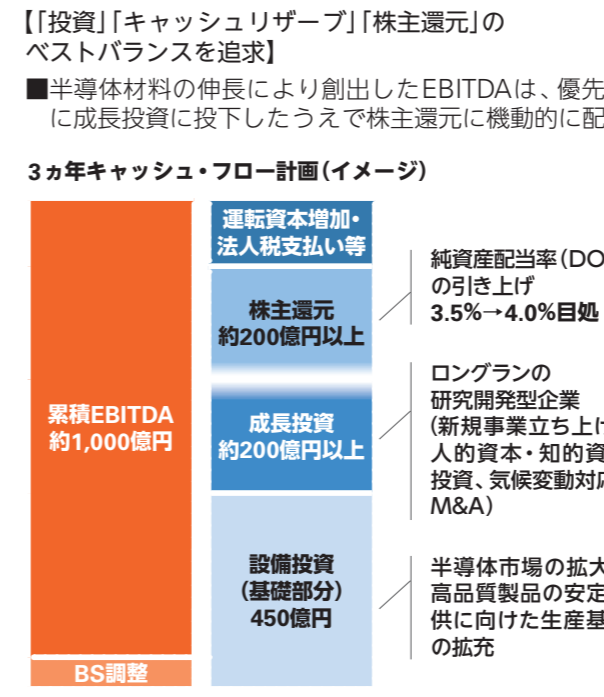 【「投資」「キャッシュリザーブ」「株主還元」の
ベストバランスを追求】
■半導体材料の伸長により創出したEBITDAは、優先
に成長投資に投下したうえで株主還元に機動的に配
3ヵ年キャッシュ・フロー計画(イメージ)
累積EBITDA
約1,000億円
BS調整
運転資本増加・
法人税支払い等
株主還元
約200億円以上
成長投資
約200億円以上
設備投資
(基礎部分)
450億円
純資産配当率(DO
の引き上げ
3.5%→4.0%目処
ロングランの
研究開発型企業
(新規事業立ち上げ
人的資本・知的資
投資、気候変動対応
M&A)
半導体市場の拡大
高品質製品の安定
供に向けた生産基
の拡充